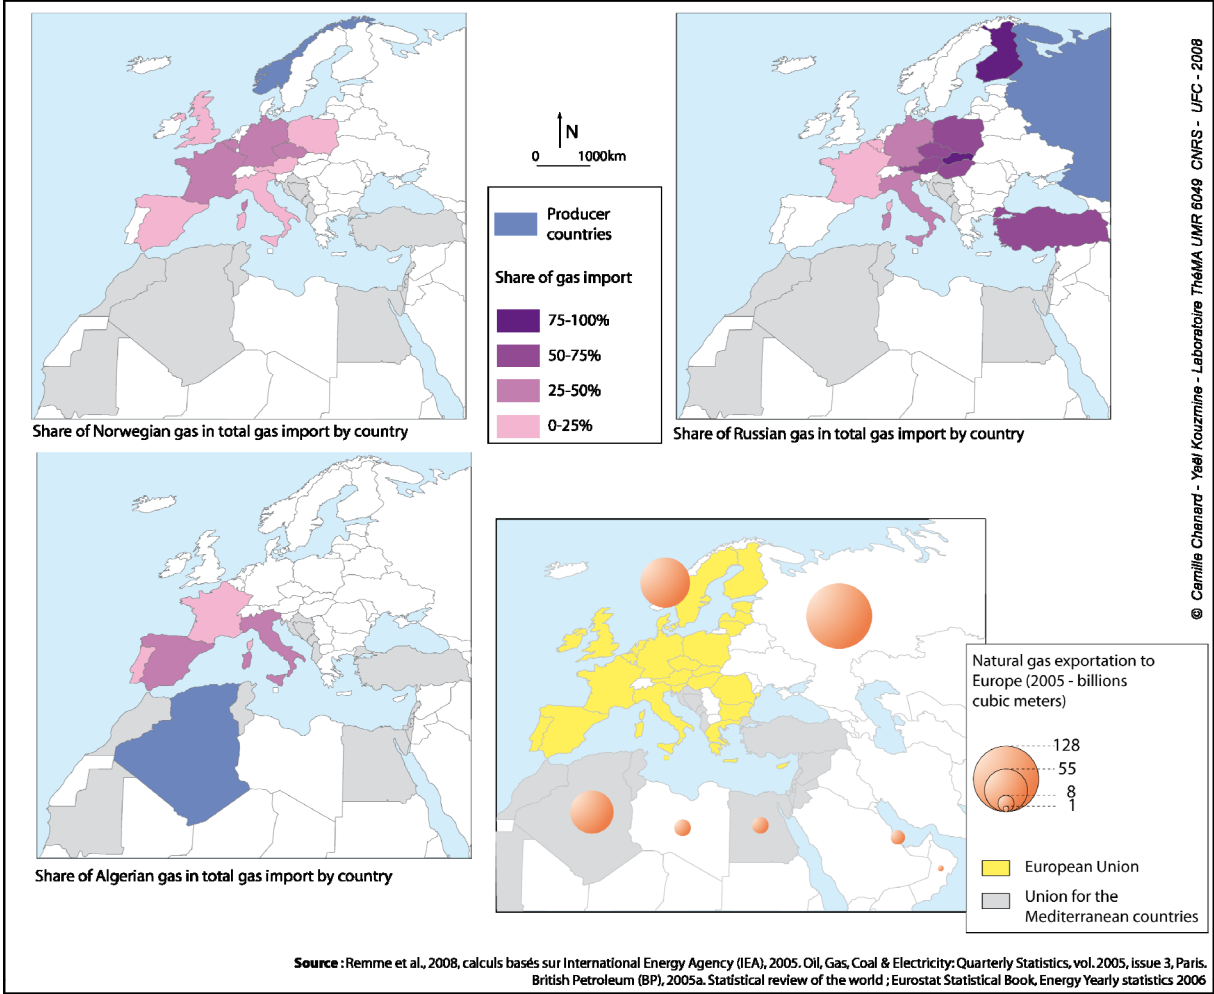 N
0 1000km
Producer
countries
Share of gas import
75-100%
50-75%
25-50%
0-25%
Share of Norwegian gas in total gas import by country
Share of Russian gas in total gas import by country
© Camille Chenard - Yaël Kouzmine - Laboratoire ThéMA UMR 6049 CNRS - UFC - 2008
Share of Algerian gas in total gas import by country
Natural gas exportation to
Europe (2005 - billions
cubic meters)
128
55
8
1
European Union
Union for the
Mediterranean countries
Source : Remme et al., 2008, calculs basés sur International Energy Agency (IEA), 2005. Oil, Gas, Coal & Electricity: Quarterly Statistics, vol. 2005, issue 3, Paris.
British Petroleum (BP), 2005a. Statistical review of the world ; Eurostat Statistical Book, Energy Yearly statistics 2006